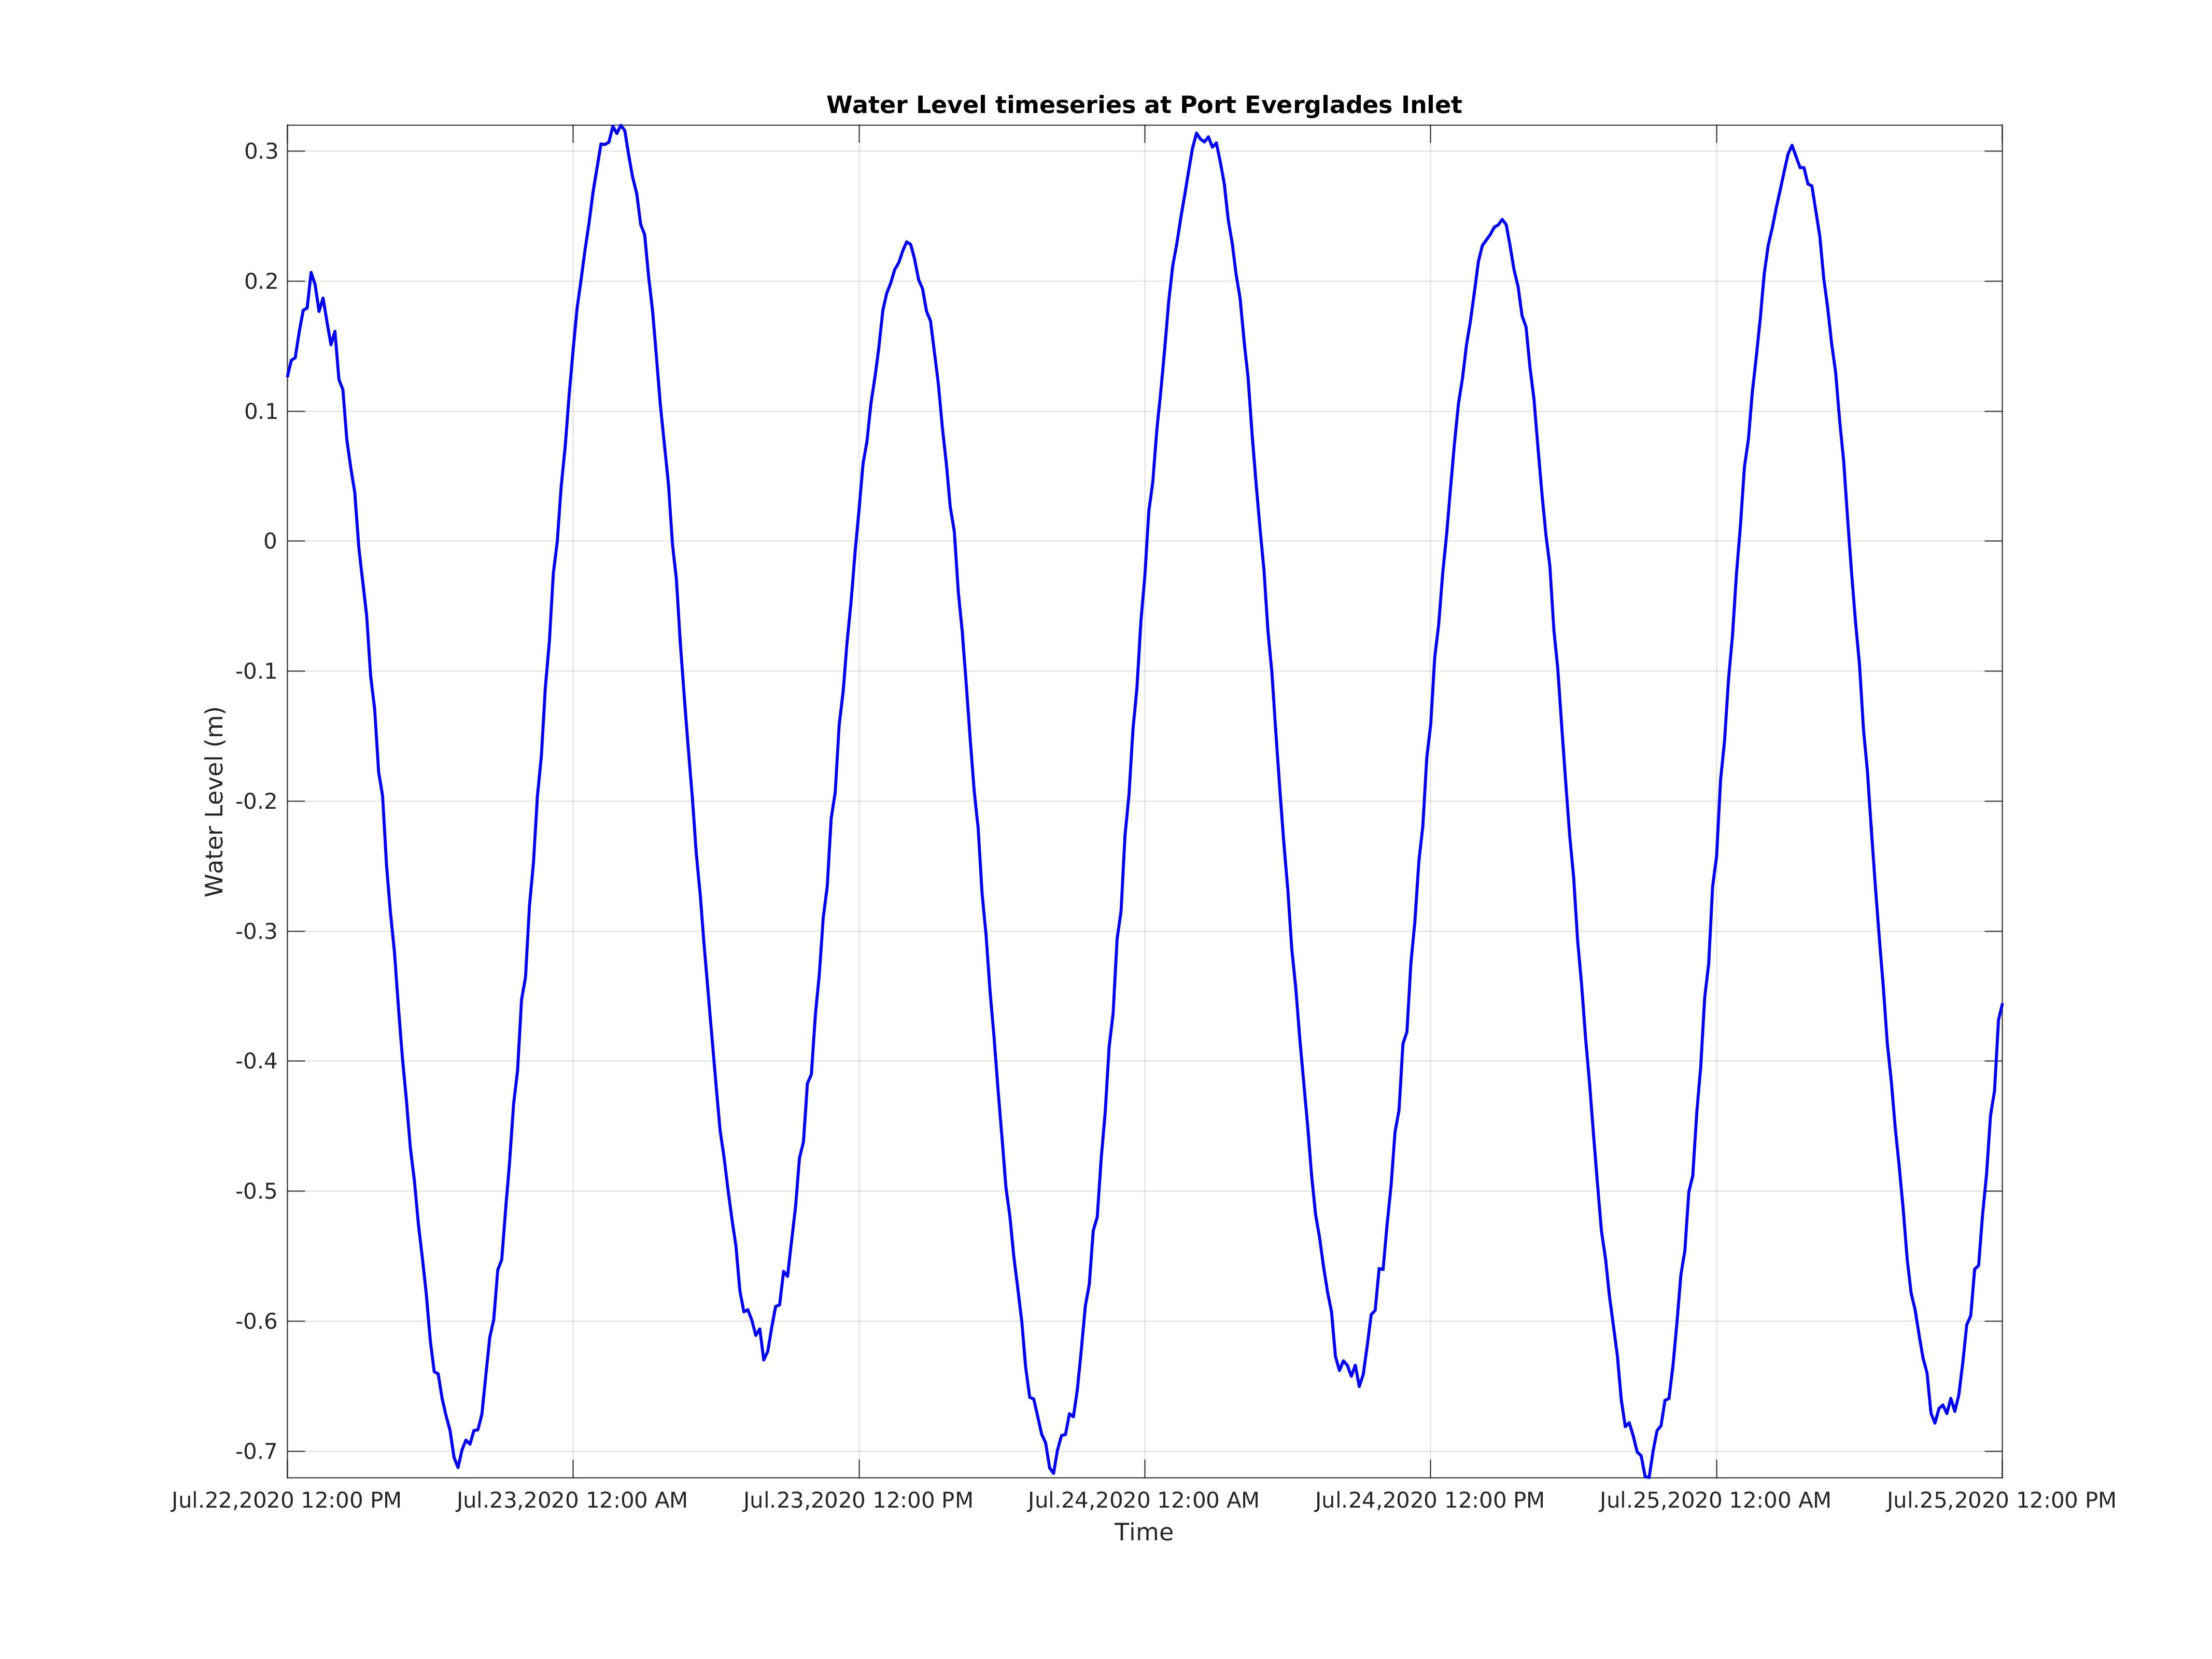 Water Level timeseries at Port Everglades Inlet
0.3
0.2
0.1
0
-0.1
-0.2
-0.3
-0.4
-0.5
-0.6
-0.7
Water Level (m)
Jul.22,2020 12:00 PM
Jul.23,2020 12:00 AM
Jul.23,2020 12:00 PM
Jul.24,2020 12:00 AM
Jul.24,2020 12:00 PM
Jul.25,2020 12:00 AM
Jul.25,2020 12:00 PM
Time